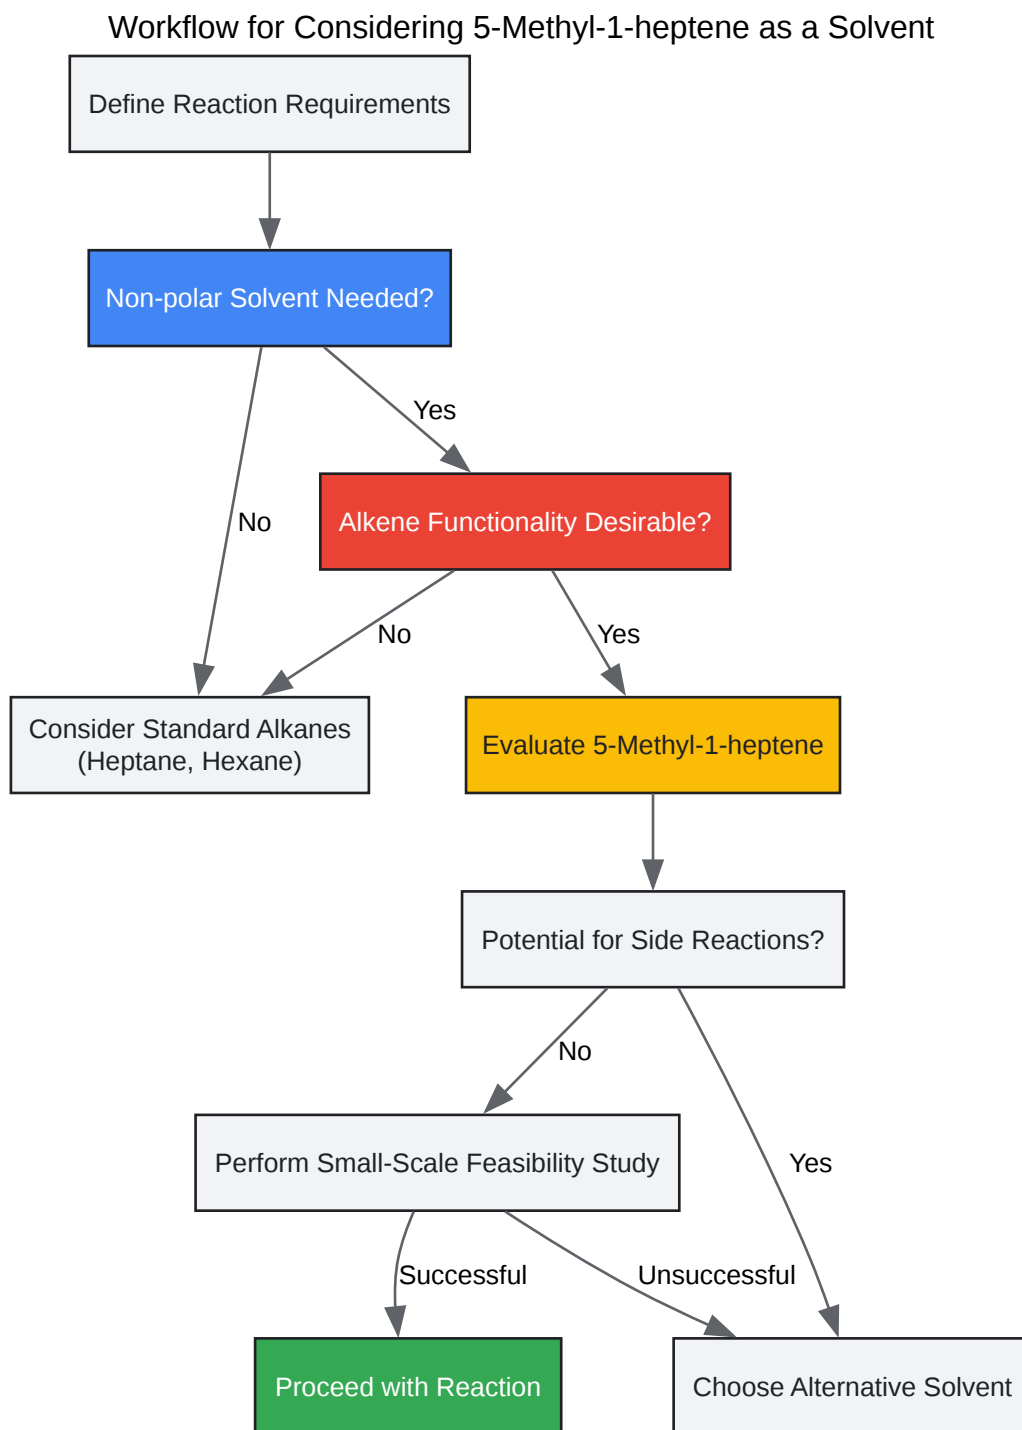 Workflow for Considering 5-Methyl-1-heptene as a Solvent
Define Reaction Requirements
Non-polar Solvent Needed?
Yes
No
Alkene Functionality Desirable?
No
Yes
Consider Standard Alkanes
(Heptane, Hexane)
Evaluate 5-Methyl-1-heptene
Potential for Side Reactions?
No
Yes
Perform Small-Scale Feasibility Study
Successful
Unsuccessful
Proceed with Reaction
Choose Alternative Solvent